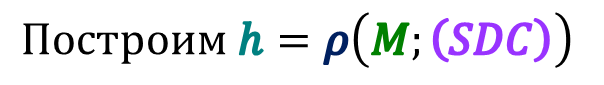 Построим h = ρ(M; (SDC))